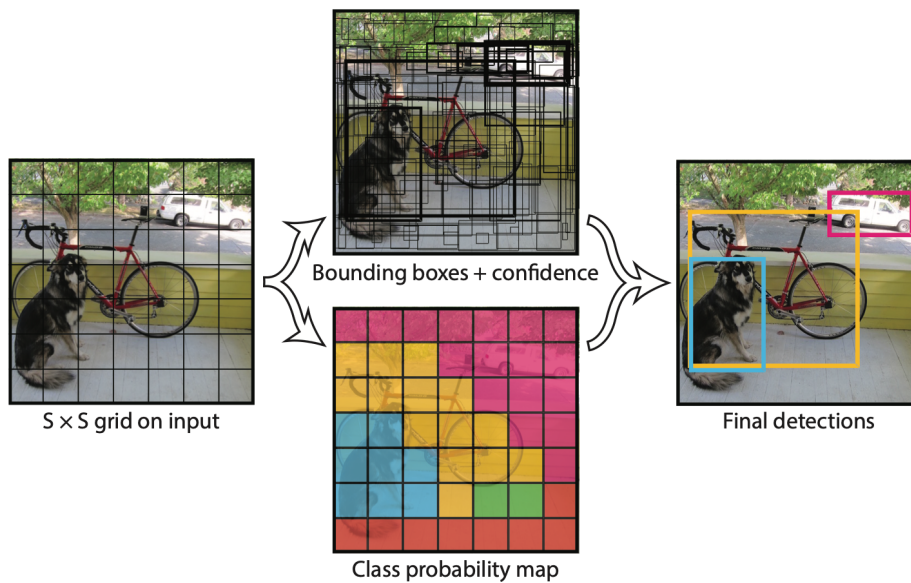 S × S grid on input
Bounding boxes + confidence
Class probability map
Final detections